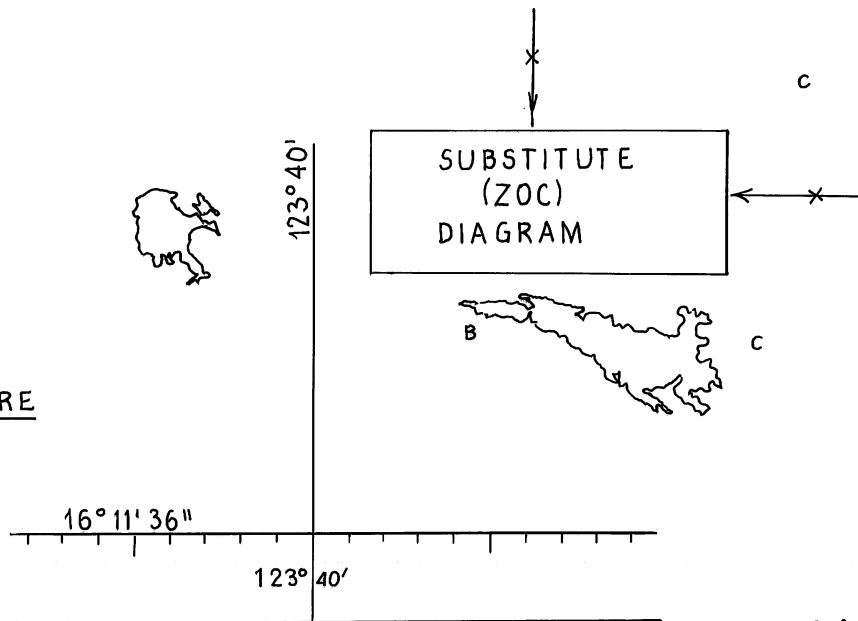 C
SUBSTITUTE
(ZOC)
DIAGRAM
123° 40'
B
C
RE
16° 11' 36"
123° 40'